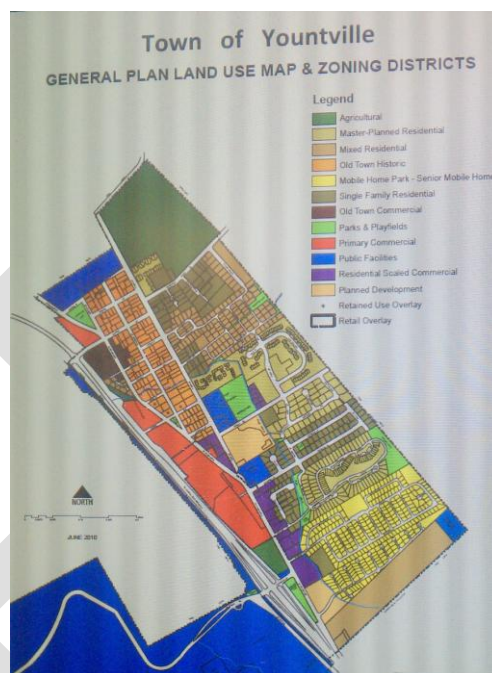 Town of Yountville
GENERAL PLAN LAND USE MAP & ZONING DISTRICTS
Legend
Agricultural
Master-Planned Residential
Mixed Residential
Old Town Historic
Mobile Home Park - Senior Mobile Home
Single Family Residential
Old Town Commercial
Parks & Playfields
Primary Commercial
Public Facilities
Residential Scaled Commercial
Planned Development
Retained Use Overlay
Retail Overlay
NORTH
JUNE 2010